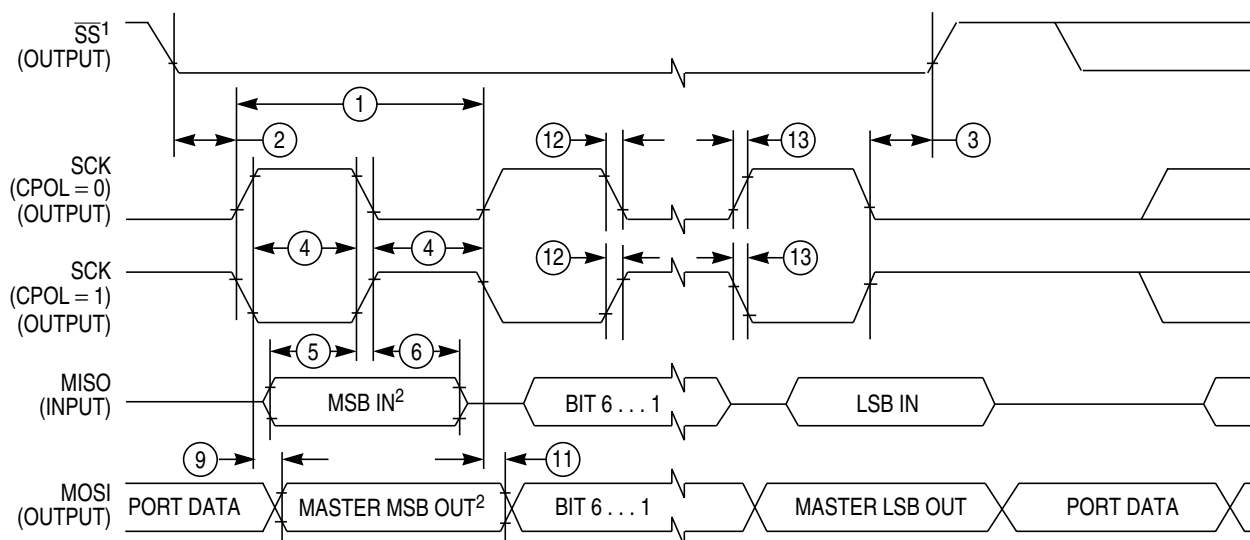 S̅S̅¹
(OUTPUT)
1
2
12
13
3
SCK
(CPOL = 0)
(OUTPUT)
4
4
12
13
SCK
(CPOL = 1)
(OUTPUT)
5
6
MISO
(INPUT)
MSB IN²
BIT 6 . . . 1
LSB IN
9
11
MOSI
(OUTPUT)
PORT DATA
MASTER MSB OUT²
BIT 6 . . . 1
MASTER LSB OUT
PORT DATA